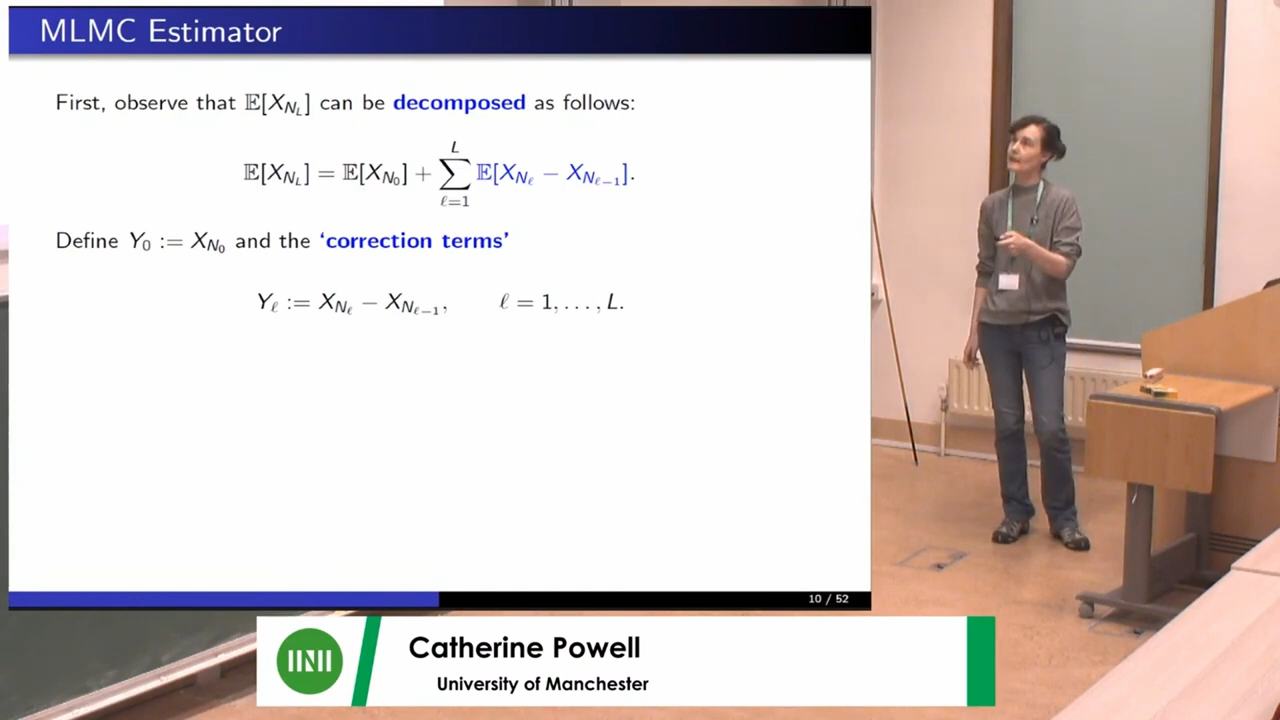 MLMC Estimator
First, observe that 𝔼[X_{N_L}] can be decomposed as follows:
𝔼[X_{N_L}] = 𝔼[X_{N_0}] + ∑_{ℓ=1}^{L} 𝔼[X_{N_ℓ} − X_{N_{ℓ−1}}].
Define Y_0 := X_{N_0} and the ‘correction terms’
Y_ℓ := X_{N_ℓ} − X_{N_{ℓ−1}}, ℓ = 1, . . . , L.
10 / 52
Catherine Powell
University of Manchester